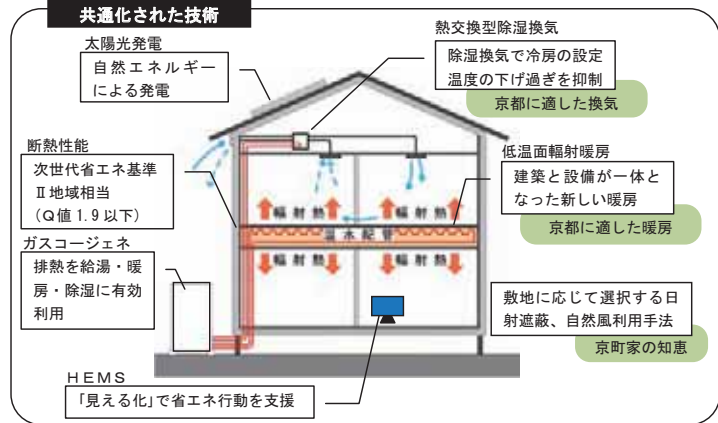 共通化された技術
太陽光発電
自然エネルギー
による発電
熱交換型除湿換気
除湿換気で冷房の設定
温度の下げ過ぎを抑制
京都に適した換気
断熱性能
次世代省エネ基準
Ⅱ地域相当
(Q値 1.9 以下)
低温面輻射暖房
建築と設備が一体と
なった新しい暖房
京都に適した暖房
輻射熱 輻射熱
温水配管
輻射熱 輻射熱
ガスコージェネ
排熱を給湯・暖
房・除湿に有効
利用
敷地に応じて選択する日
射遮蔽、自然風利用手法
京町家の知恵
HEMS
「見える化」で省エネ行動を支援